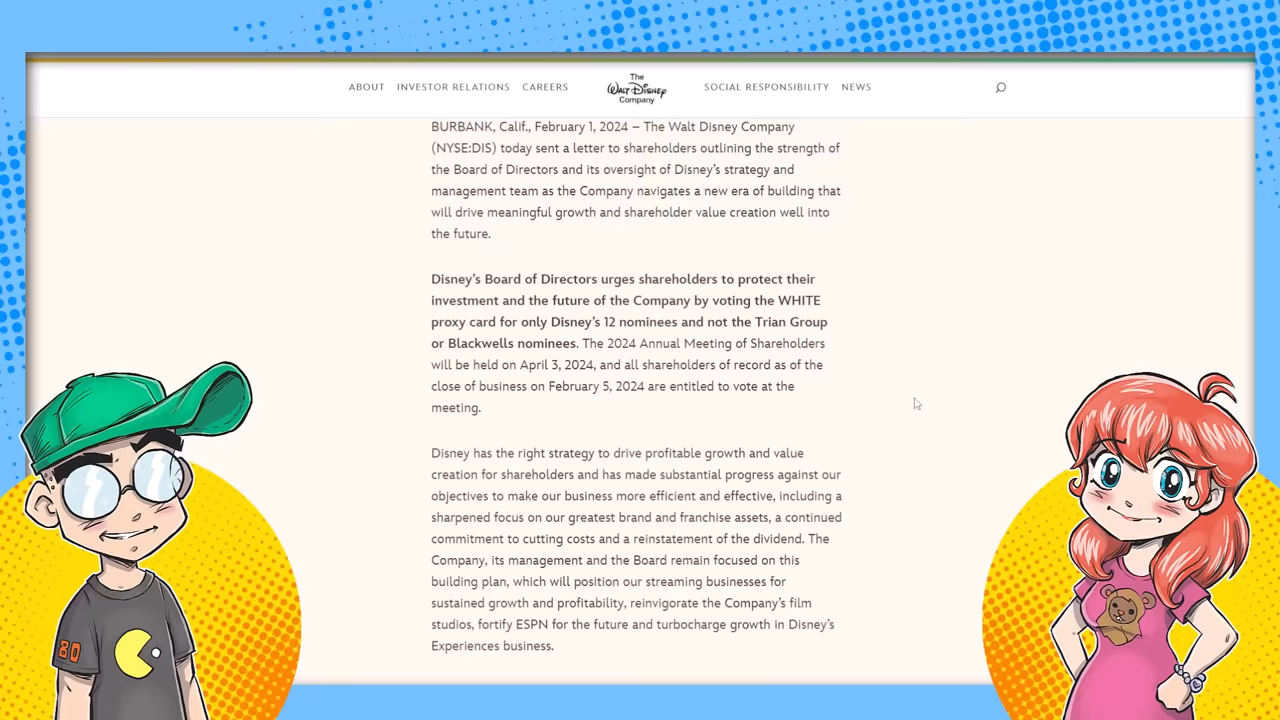 ABOUT INVESTOR RELATIONS CAREERS The Walt Disney Company SOCIAL RESPONSIBILITY NEWS
BURBANK, Calif., February 1, 2024 – The Walt Disney Company
(NYSE:DIS) today sent a letter to shareholders outlining the strength of
the Board of Directors and its oversight of Disney’s strategy and
management team as the Company navigates a new era of building that
will drive meaningful growth and shareholder value creation well into
the future.
Disney’s Board of Directors urges shareholders to protect their
investment and the future of the Company by voting the WHITE
proxy card for only Disney’s 12 nominees and not the Trian Group
or Blackwells nominees. The 2024 Annual Meeting of Shareholders
will be held on April 3, 2024, and all shareholders of record as of the
close of business on February 5, 2024 are entitled to vote at the
meeting.
Disney has the right strategy to drive profitable growth and value
creation for shareholders and has made substantial progress against our
objectives to make our business more efficient and effective, including a
sharpened focus on our greatest brand and franchise assets, a continued
commitment to cutting costs and a reinstatement of the dividend. The
Company, its management and the Board remain focused on this
building plan, which will position our streaming businesses for
sustained growth and profitability, reinvigorate the Company’s film
studios, fortify ESPN for the future and turbocharge growth in Disney’s
Experiences business.
80